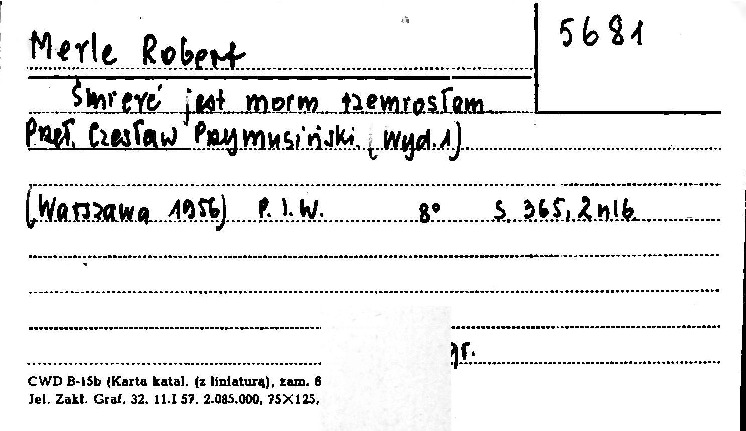 Merle Robert
5681
Śmierć jest moim rzemiosłem
Przeł. Czesław Przymusiński. (Wyd. 1)
(Warszawa 1956) P. I. W. 8° S. 365, 2 nlb
gr.
CWD B-15b (Karta katal. (z liniaturą), zam. 6
Jel. Zakł. Graf. 32. 11.I 57. 2.085.000, 75×125,